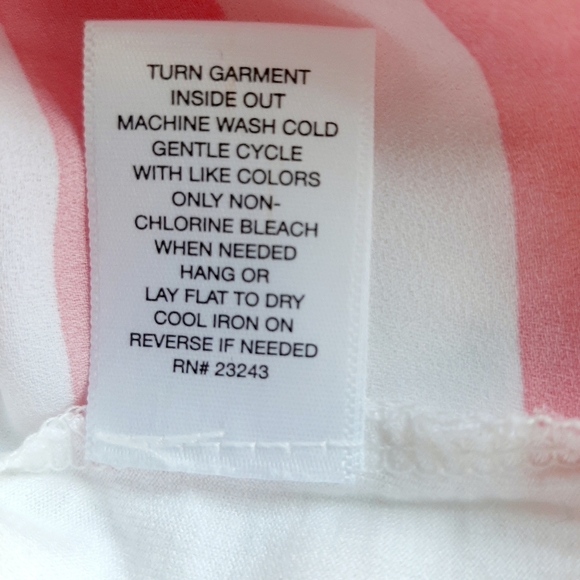 TURN GARMENT
INSIDE OUT
MACHINE WASH COLD
GENTLE CYCLE
WITH LIKE COLORS
ONLY NON-
CHLORINE BLEACH
WHEN NEEDED
HANG OR
LAY FLAT TO DRY
COOL IRON ON
REVERSE IF NEEDED
RN# 23243